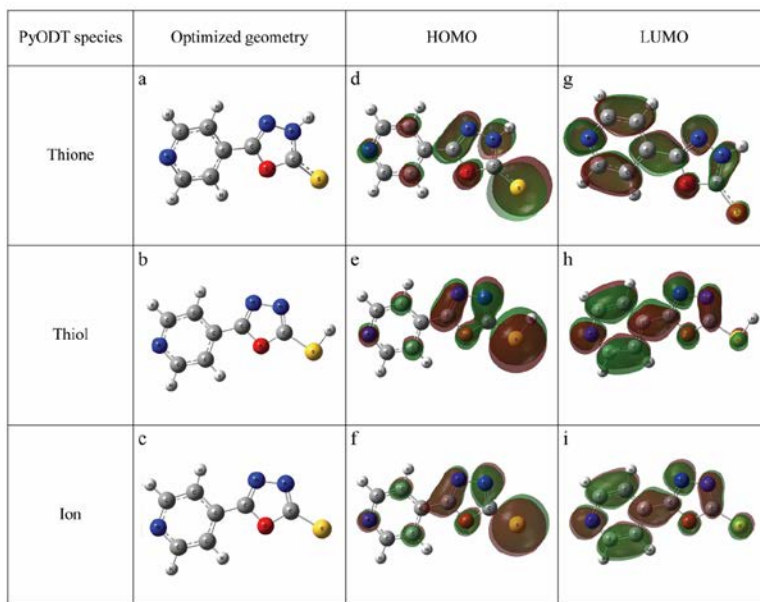 PyODT species Optimized geometry HOMO LUMO
a d g
Thione
b e h
Thiol
c f i
Ion